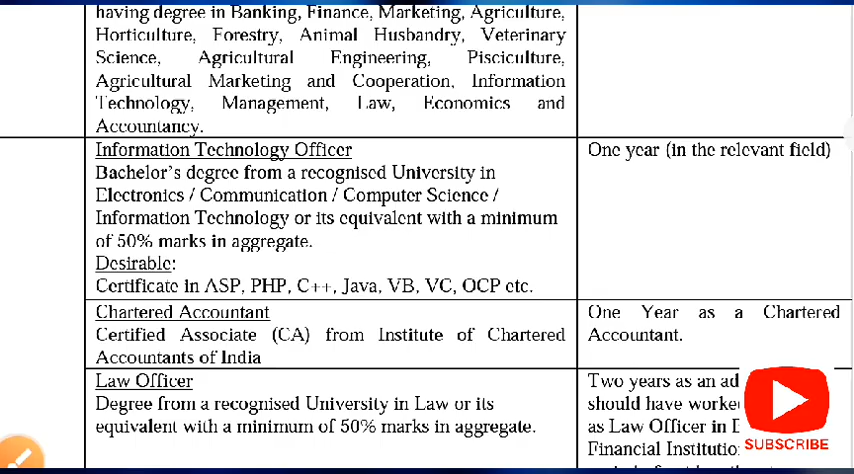 having degree in Banking, Finance, Marketing, Agriculture,
Horticulture, Forestry, Animal Husbandry, Veterinary
Science, Agricultural Engineering, Pisciculture,
Agricultural Marketing and Cooperation, Information
Technology, Management, Law, Economics and
Accountancy.
Information Technology Officer
Bachelor's degree from a recognised University in
Electronics / Communication / Computer Science /
Information Technology or its equivalent with a minimum
of 50% marks in aggregate.
Desirable:
Certificate in ASP, PHP, C++, Java, VB, VC, OCP etc.
One year (in the relevant field)
Chartered Accountant
Certified Associate (CA) from Institute of Chartered
Accountants of India
One Year as a Chartered
Accountant.
Law Officer
Degree from a recognised University in Law or its
equivalent with a minimum of 50% marks in aggregate.
Two years as an
should have
as Law Officer in
Financial
SUBSCRIBE